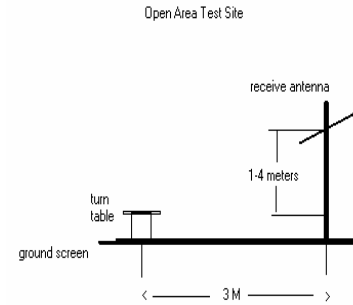 Open Area Test Site
receive antenna
1-4 meters
turn
table
ground screen
3 M